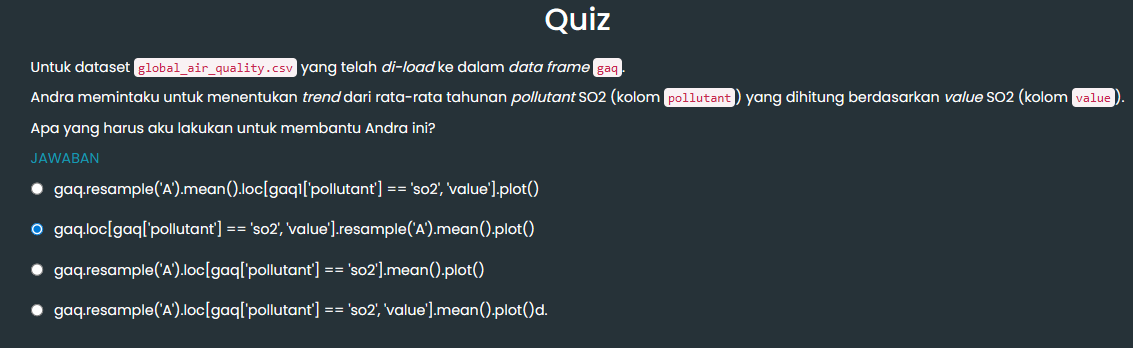 Quiz
Untuk dataset global_air_quality.csv yang telah di-load ke dalam data frame gaq.
Andra memintaku untuk menentukan trend dari rata-rata tahunan pollutant SO2 (kolom pollutant) yang dihitung berdasarkan value SO2 (kolom value).
Apa yang harus aku lakukan untuk membantu Andra ini?
JAWABAN
gaq.resample('A').mean().loc[gaq1['pollutant'] == 'so2', 'value'].plot()
gaq.loc[gaq['pollutant'] == 'so2', 'value'].resample('A').mean().plot()
gaq.resample('A').loc[gaq['pollutant'] == 'so2'].mean().plot()
gaq.resample('A').loc[gaq['pollutant'] == 'so2', 'value'].mean().plot()d.